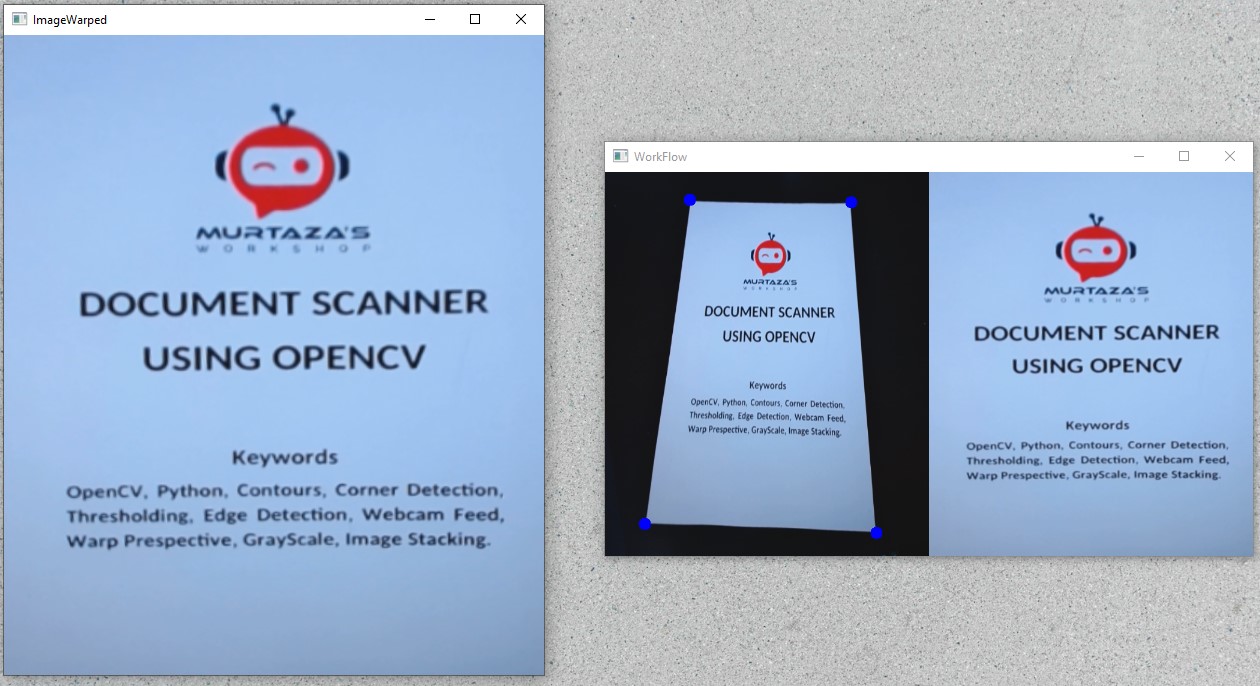 ImageWarped
MURTAZA'S
WORKSHOP
DOCUMENT SCANNER
USING OPENCV
Keywords
OpenCV, Python, Contours, Corner Detection,
Thresholding, Edge Detection, Webcam Feed,
Warp Prespective, GrayScale, Image Stacking.
WorkFlow
MURTAZA'S
WORKSHOP
DOCUMENT SCANNER
USING OPENCV
Keywords
OpenCV, Python, Contours, Corner Detection,
Thresholding, Edge Detection, Webcam Feed,
Warp Prespective, GrayScale, Image Stacking.
MURTAZA'S
WORKSHOP
DOCUMENT SCANNER
USING OPENCV
Keywords
OpenCV, Python, Contours, Corner Detection,
Thresholding, Edge Detection, Webcam Feed,
Warp Prespective, GrayScale, Image Stacking.